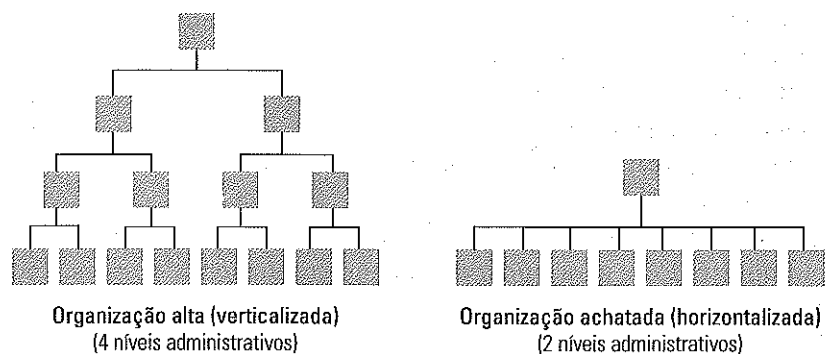 Organização alta (verticalizada)
(4 níveis administrativos)
Organização achatada (horizontalizada)
(2 níveis administrativos)